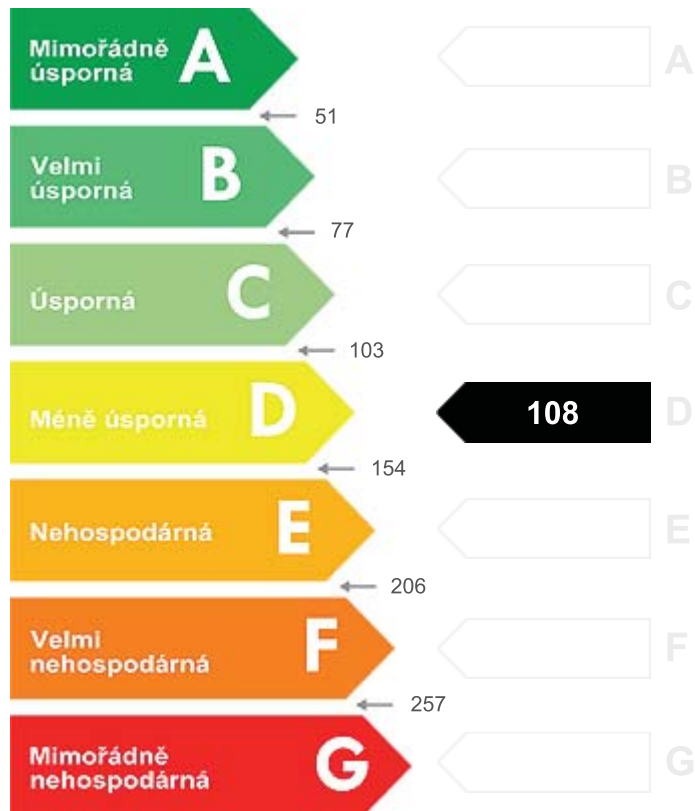 Mimořádně
úsporná
A
A
51
Velmi
úsporná
B
B
77
Úsporná
C
C
103
Méně úsporná
D
108
D
154
Nehospodárná
E
E
206
Velmi
nehospodárná
F
F
257
Mimořádně
nehospodárná
G
G